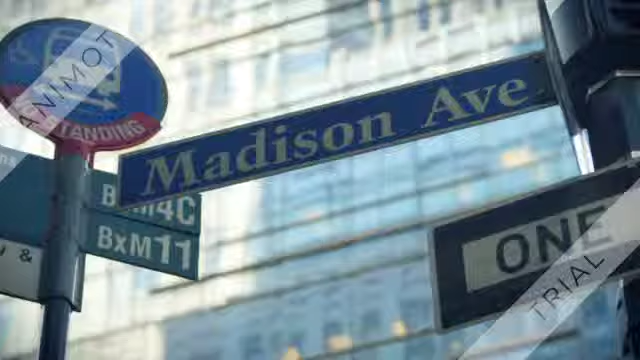 ANIMOT
STANDING
Madison Ave
BxM11
ONE
TRIAL